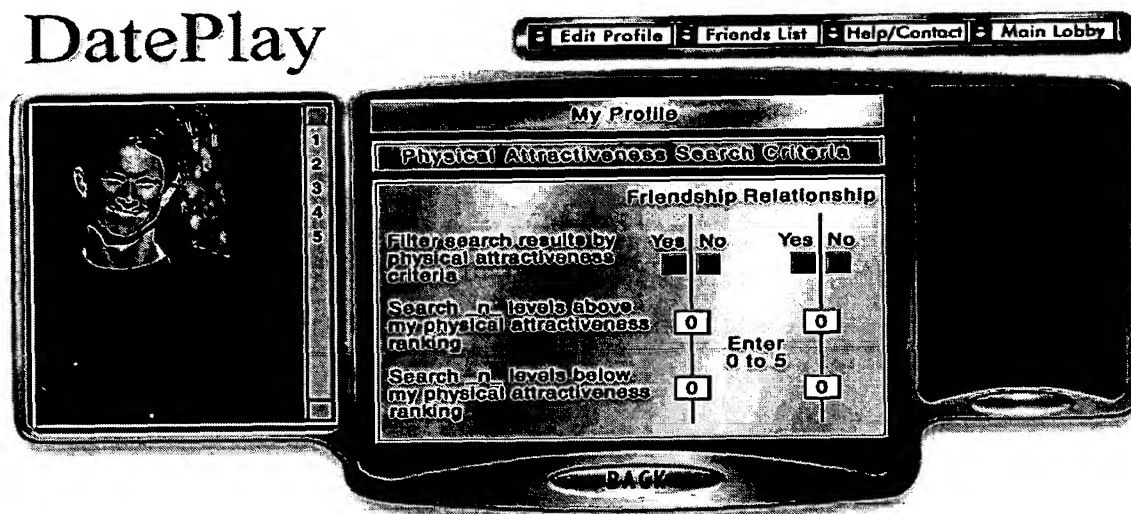 DatePlay
Edit Profile Friends List Help/Contact Main Lobby
My Profile
Physical Attractiveness Search Criteria
1
2
3
4
5
Friendship Relationship
Filter search results by
physical attractiveness
criteria
Yes No Yes No
Search _n_ levels above
my physical attractiveness
ranking
0 0
Enter
0 to 5
Search _n_ levels below
my physical attractiveness
ranking
0 0
BACK